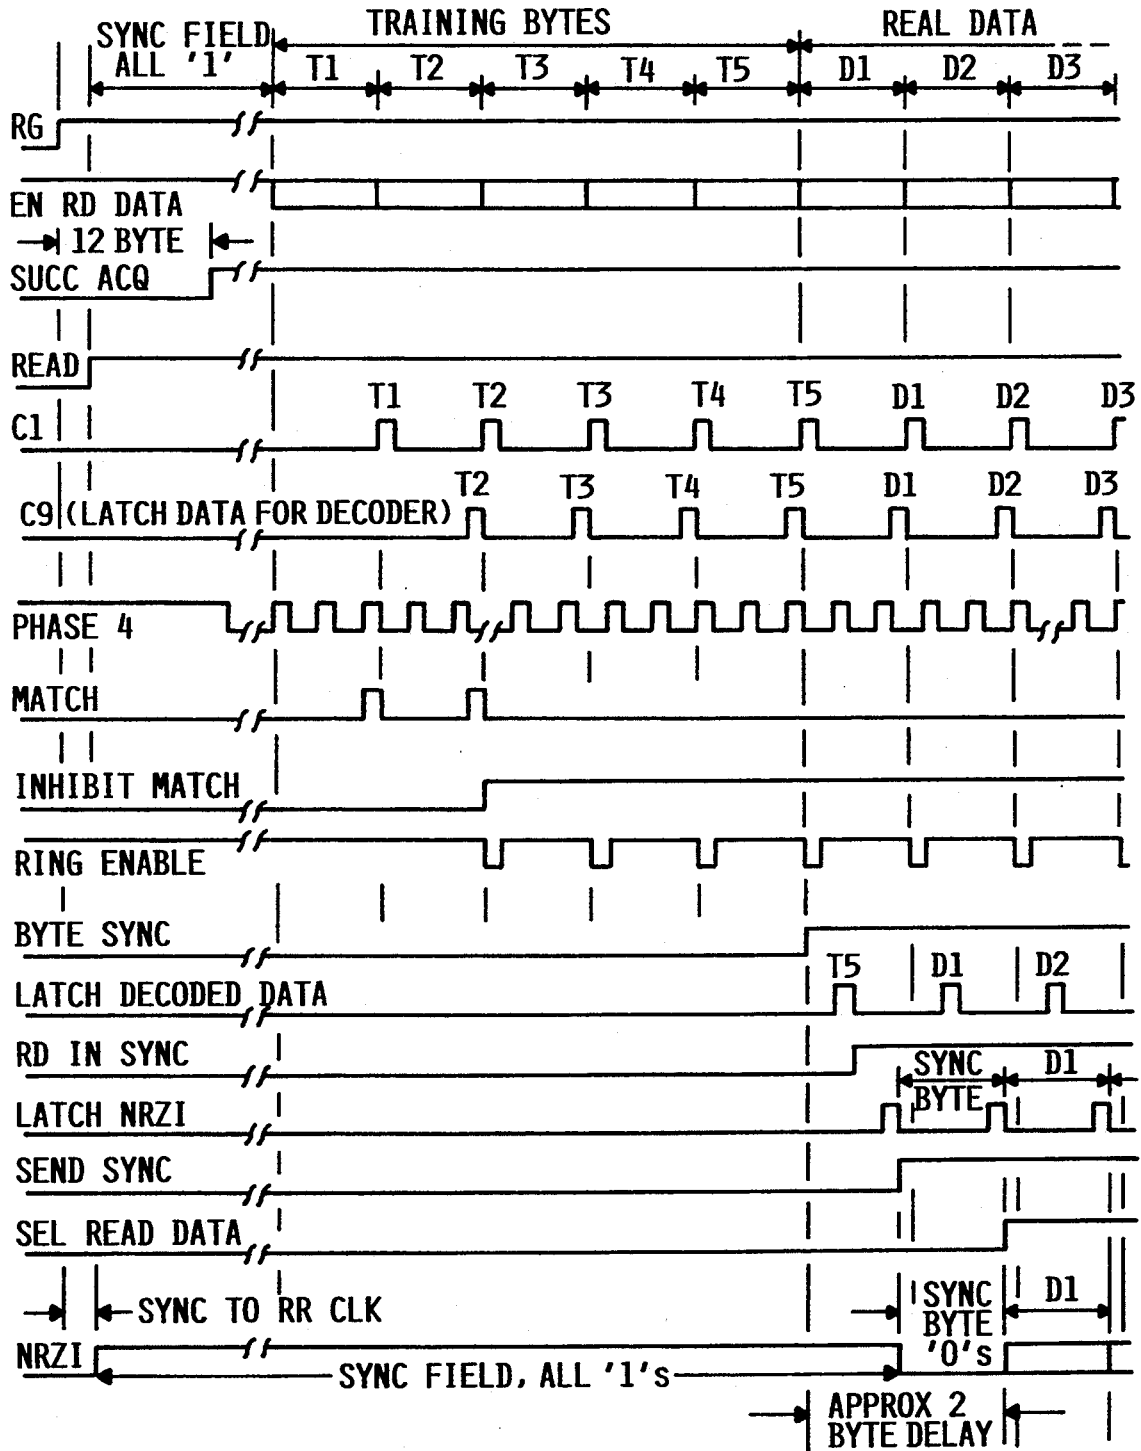 SYNC FIELD
ALL '1'
TRAINING BYTES
REAL DATA
T1 T2 T3 T4 T5 D1 D2 D3
RG
EN RD DATA
12 BYTE
SUCC ACQ
READ
T1 T2 T3 T4 T5 D1 D2 D3
C1
T2 T3 T4 T5 D1 D2 D3
C9 (LATCH DATA FOR DECODER)
PHASE 4
MATCH
INHIBIT MATCH
RING ENABLE
BYTE SYNC
T5 D1 D2
LATCH DECODED DATA
RD IN SYNC
SYNC
BYTE
D1
LATCH NRZI
SEND SYNC
SEL READ DATA
SYNC TO RR CLK
SYNC
BYTE
'0's
D1
NRZI
SYNC FIELD, ALL '1's
APPROX 2
BYTE DELAY